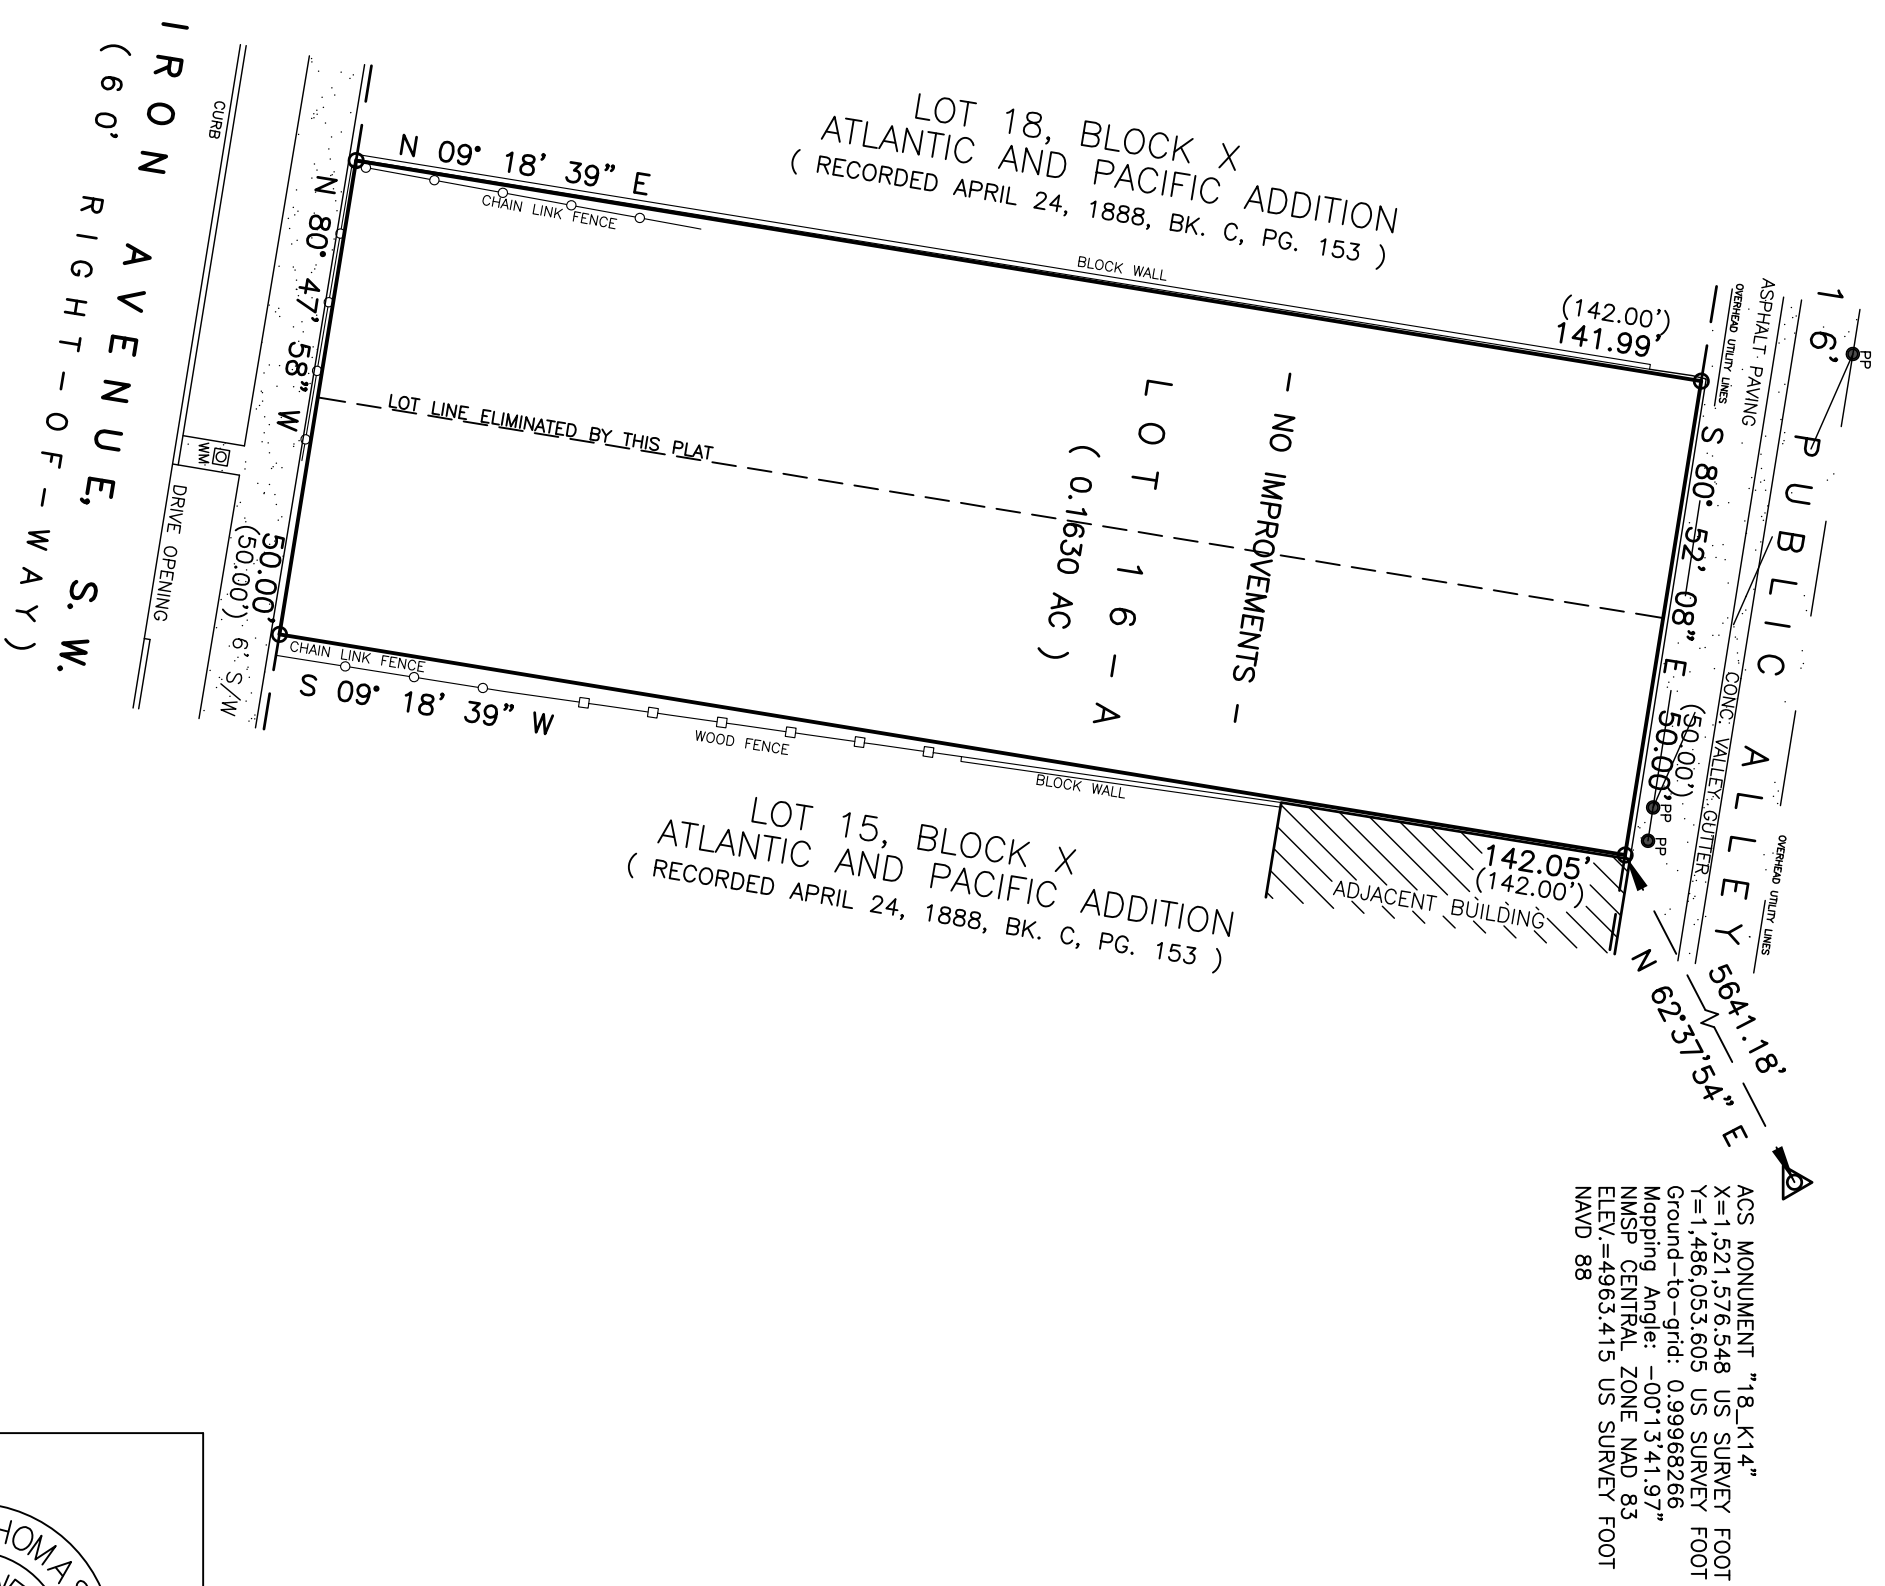 LOT 18, BLOCK X
ATLANTIC AND PACIFIC ADDITION
( RECORDED APRIL 24, 1888, BK. C, PG. 153 )
N 09° 18' 39" E
CHAIN LINK FENCE
BLOCK WALL
(142.00')
141.99'
IRON AVENUE, S.W.
( 60' RIGHT-OF-WAY )
CURB
WM
DRIVE OPENING
6' S/W
N 80° 47' 58" W
50.00'
(50.00')
LOT LINE ELIMINATED BY THIS PLAT
- NO IMPROVEMENTS -
LOT 16-A
( 0.1630 AC )
16' PUBLIC ALLEY
PP
ASPHALT PAVING
OVERHEAD UTILITY LINES
S 80° 52' 08" E
(50.00')
50.00'
CONC. VALLEY GUTTER
PP
PP
OVERHEAD UTILITY LINES
CHAIN LINK FENCE
S 09° 18' 39" W
WOOD FENCE
BLOCK WALL
142.05'
(142.00')
ADJACENT BUILDING
LOT 15, BLOCK X
ATLANTIC AND PACIFIC ADDITION
( RECORDED APRIL 24, 1888, BK. C, PG. 153 )
5641.18'
N 62°37'54" E
ACS MONUMENT "18_K14"
X=1,521,576.548 US SURVEY FOOT
Y=1,486,053.605 US SURVEY FOOT
Ground-to-grid: 0.99968266
Mapping Angle: -00°13'41.97"
NMSP CENTRAL ZONE NAD 83
ELEV.=4963.415 US SURVEY FOOT
NAVD 88